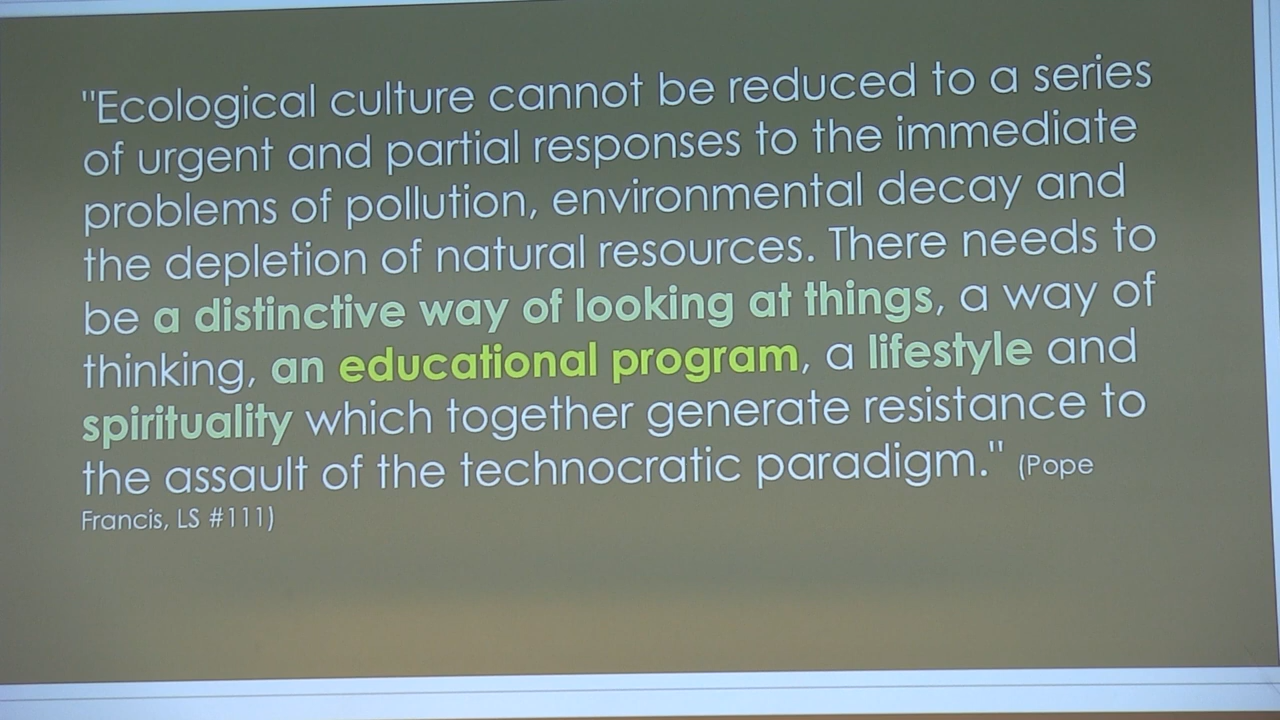 "Ecological culture cannot be reduced to a series
of urgent and partial responses to the immediate
problems of pollution, environmental decay and
the depletion of natural resources. There needs to
be a distinctive way of looking at things, a way of
thinking, an educational program, a lifestyle and
spirituality which together generate resistance to
the assault of the technocratic paradigm." (Pope
Francis, LS #111)